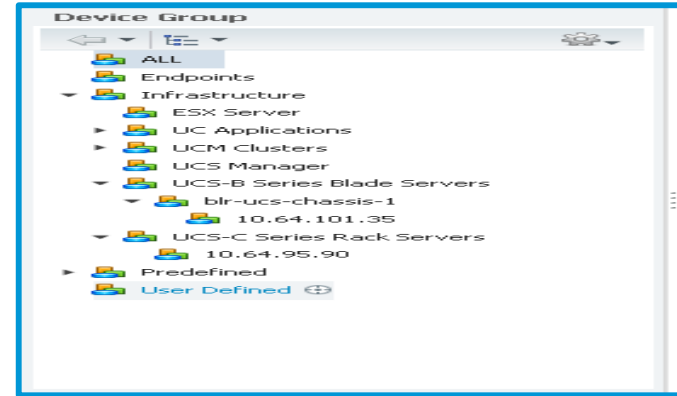 Device Group
ALL
Endpoints
Infrastructure
ESX Server
UC Applications
UCM Clusters
UCS Manager
UCS-B Series Blade Servers
blr-ucs-chassis-1
10.64.101.35
UCS-C Series Rack Servers
10.64.95.90
Predefined
User Defined